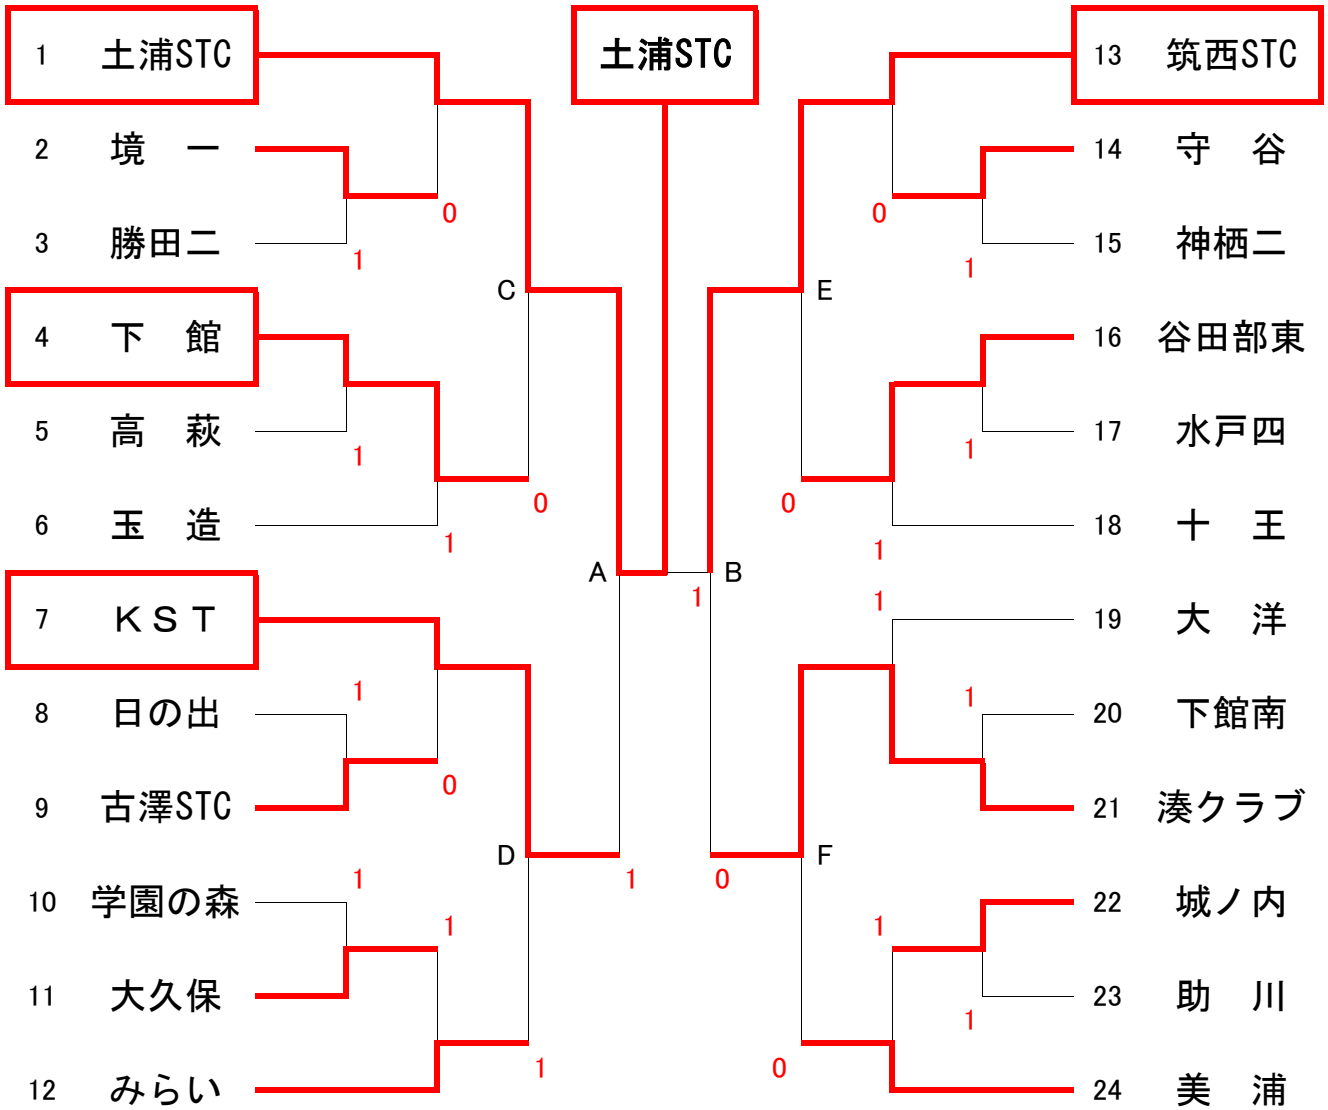 土浦STC
1 土浦STC
2 境 一
0
3 勝田二
1
C
4 下 館
5 高 萩
1
0
6 玉 造
1
A
7 KST
1
8 日の出
0
9 古澤STC
D
1
1
10 学園の森
1
11 大久保
1
12 みらい
13 筑西STC
14 守 谷
0
15 神栖二
1
E
16 谷田部東
17 水戸四
1
0
18 十 王
1
B
1
1
19 大 洋
1
20 下館南
21 湊クラブ
F
0
22 城ノ内
1
23 助 川
1
0
24 美 浦